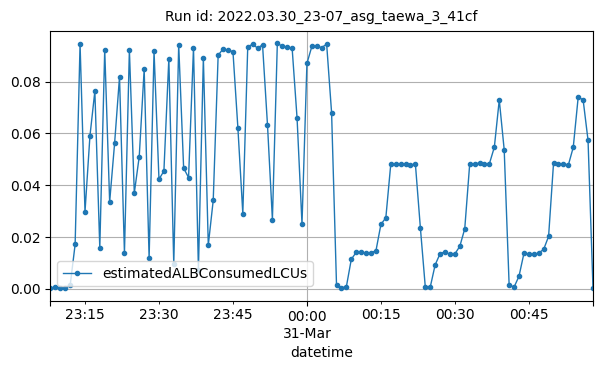 Run id: 2022.03.30_23-07_asg_taewa_3_41cf
0.08
0.06
0.04
0.02
0.00
estimatedALBConsumedLCUs
23:15 23:30 23:45 00:00 00:15 00:30 00:45
31-Mar
datetime